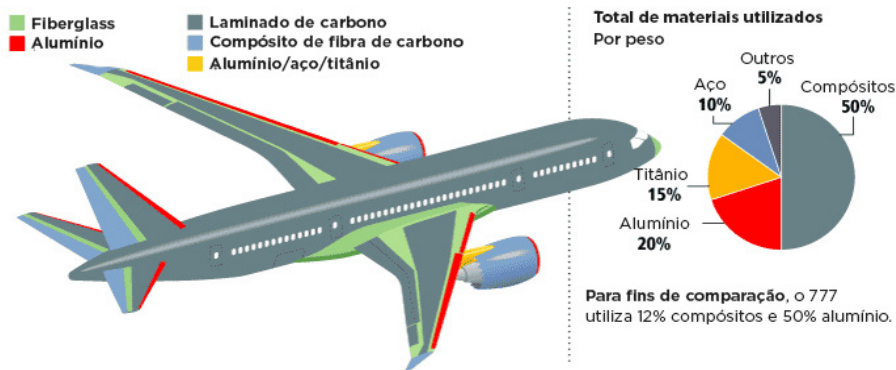 Fiberglass
Alumínio
Laminado de carbono
Compósito de fibra de carbono
Alumínio/aço/titânio
Total de materiais utilizados
Por peso
Outros
5%
Aço
10%
Compósitos
50%
Titânio
15%
Alumínio
20%
Para fins de comparação, o 777
utiliza 12% compósitos e 50% alumínio.